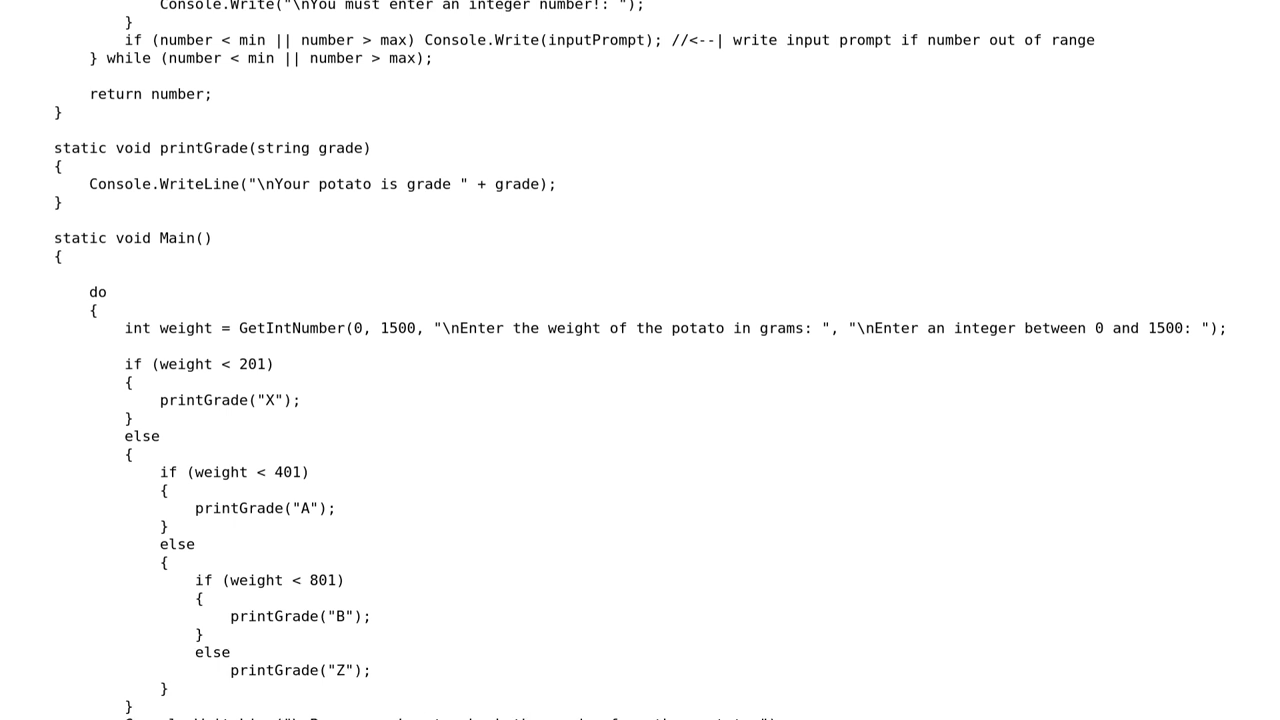 Console.Write("\nYou must enter an integer number!: ");
}
if (number < min || number > max) Console.Write(inputPrompt); //<--| write input prompt if number out of range
} while (number < min || number > max);
return number;
}
static void printGrade(string grade)
{
Console.WriteLine("\nYour potato is grade " + grade);
}
static void Main()
{
do
{
int weight = GetIntNumber(0, 1500, "\nEnter the weight of the potato in grams: ", "\nEnter an integer between 0 and 1500: ");
if (weight < 201)
{
printGrade("X");
}
else
{
if (weight < 401)
{
printGrade("A");
}
else
{
if (weight < 801)
{
printGrade("B");
}
else
printGrade("Z");
}
}